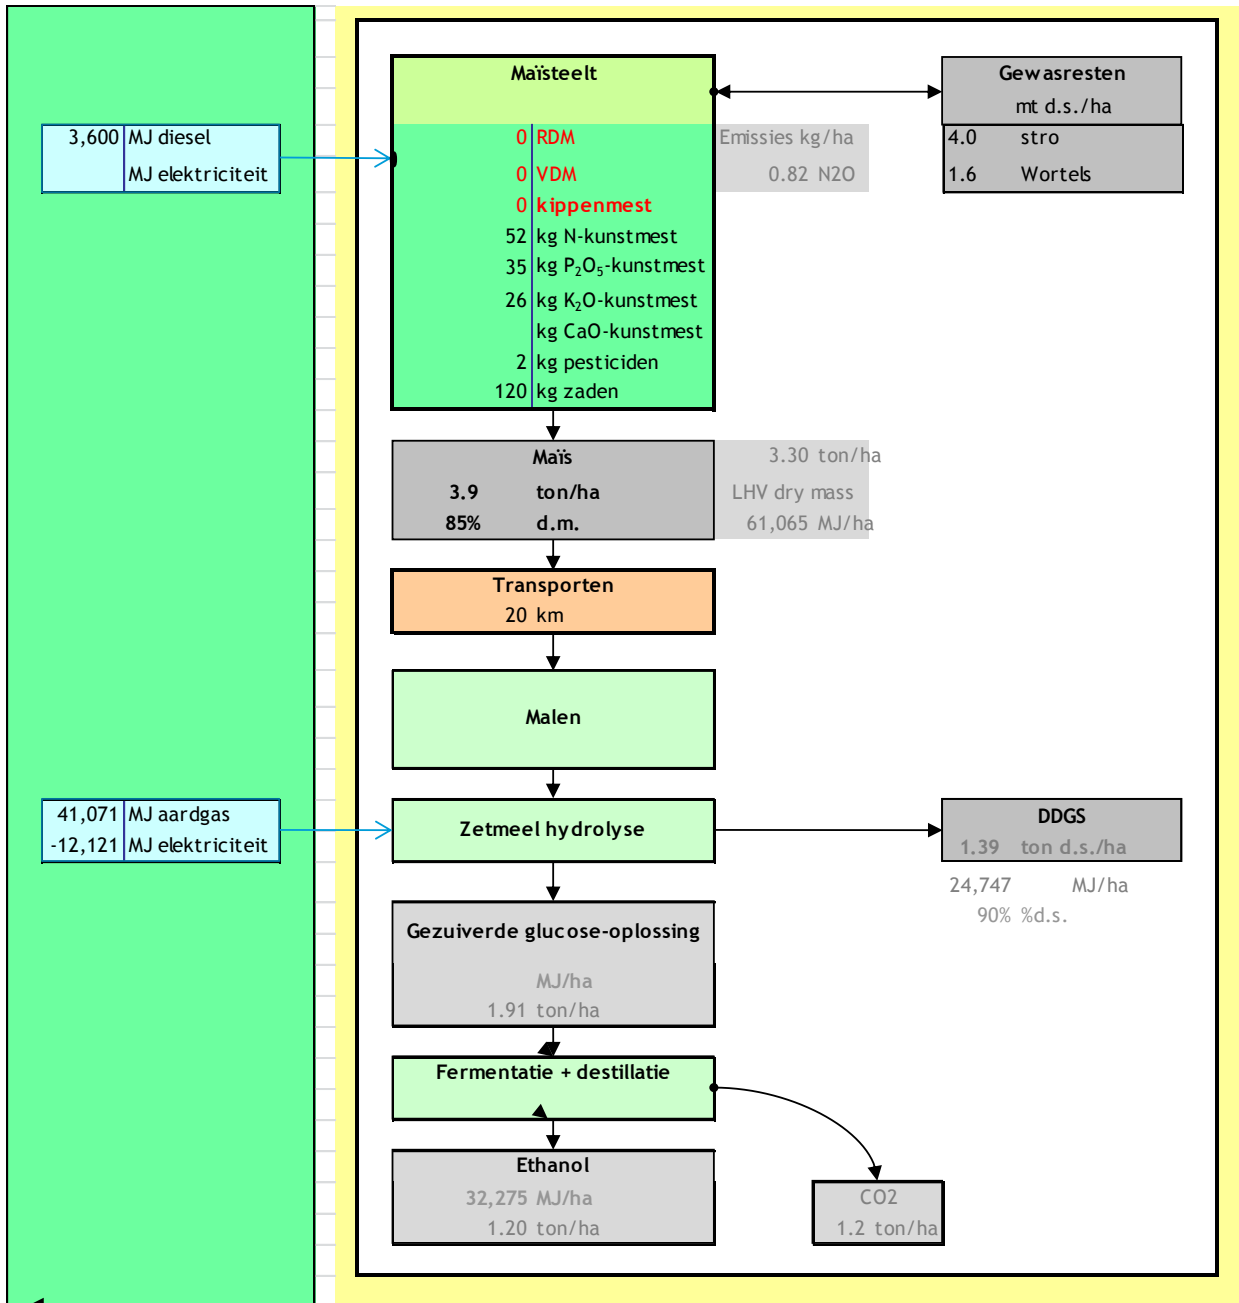 Maïsteelt
Gewasresten
mt d.s./ha
3,600 MJ diesel
MJ elektriciteit
0 RDM
0 VDM
0 kippenmest
52 kg N-kunstmest
35 kg P₂O₅-kunstmest
26 kg K₂O-kunstmest
kg CaO-kunstmest
2 kg pesticiden
120 kg zaden
Emissies kg/ha
0.82 N2O
4.0 stro
1.6 Wortels
Maïs
3.9 ton/ha
85% d.m.
3.30 ton/ha
LHV dry mass
61,065 MJ/ha
Transporten
20 km
Malen
41,071 MJ aardgas
-12,121 MJ elektriciteit
Zetmeel hydrolyse
DDGS
1.39 ton d.s./ha
24,747 MJ/ha
90% %d.s.
Gezuiverde glucose-oplossing
MJ/ha
1.91 ton/ha
Fermentatie + destillatie
Ethanol
32,275 MJ/ha
1.20 ton/ha
CO2
1.2 ton/ha